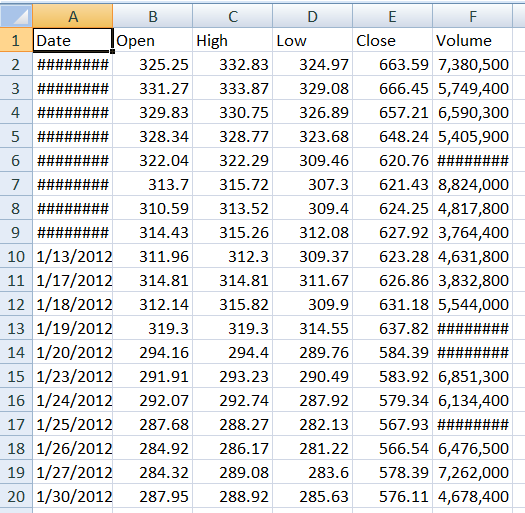 A B C D E F
1 Date Open High Low Close Volume
2 ######## 325.25 332.83 324.97 663.59 7,380,500
3 ######## 331.27 333.87 329.08 666.45 5,749,400
4 ######## 329.83 330.75 326.89 657.21 6,590,300
5 ######## 328.34 328.77 323.68 648.24 5,405,900
6 ######## 322.04 322.29 309.46 620.76 ########
7 ######## 313.7 315.72 307.3 621.43 8,824,000
8 ######## 310.59 313.52 309.4 624.25 4,817,800
9 ######## 314.43 315.26 312.08 627.92 3,764,400
10 1/13/2012 311.96 312.3 309.37 623.28 4,631,800
11 1/17/2012 314.81 314.81 311.67 626.86 3,832,800
12 1/18/2012 312.14 315.82 309.9 631.18 5,544,000
13 1/19/2012 319.3 319.3 314.55 637.82 ########
14 1/20/2012 294.16 294.4 289.76 584.39 ########
15 1/23/2012 291.91 293.23 290.49 583.92 6,851,300
16 1/24/2012 292.07 292.74 287.92 579.34 6,134,400
17 1/25/2012 287.68 288.27 282.13 567.93 ########
18 1/26/2012 284.92 286.17 281.22 566.54 6,476,500
19 1/27/2012 284.32 289.08 283.6 578.39 7,262,000
20 1/30/2012 287.95 288.92 285.63 576.11 4,678,400